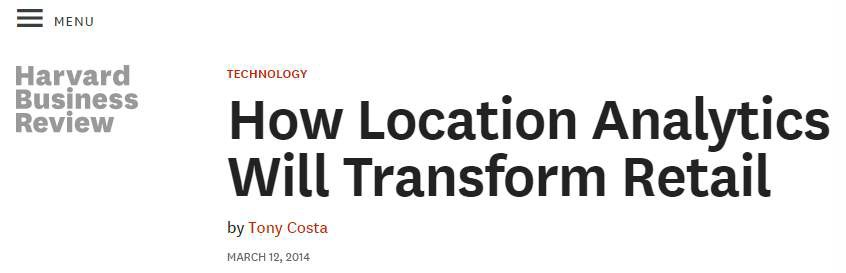 MENU
Harvard
Business
Review
TECHNOLOGY
How Location Analytics
Will Transform Retail
by Tony Costa
MARCH 12, 2014